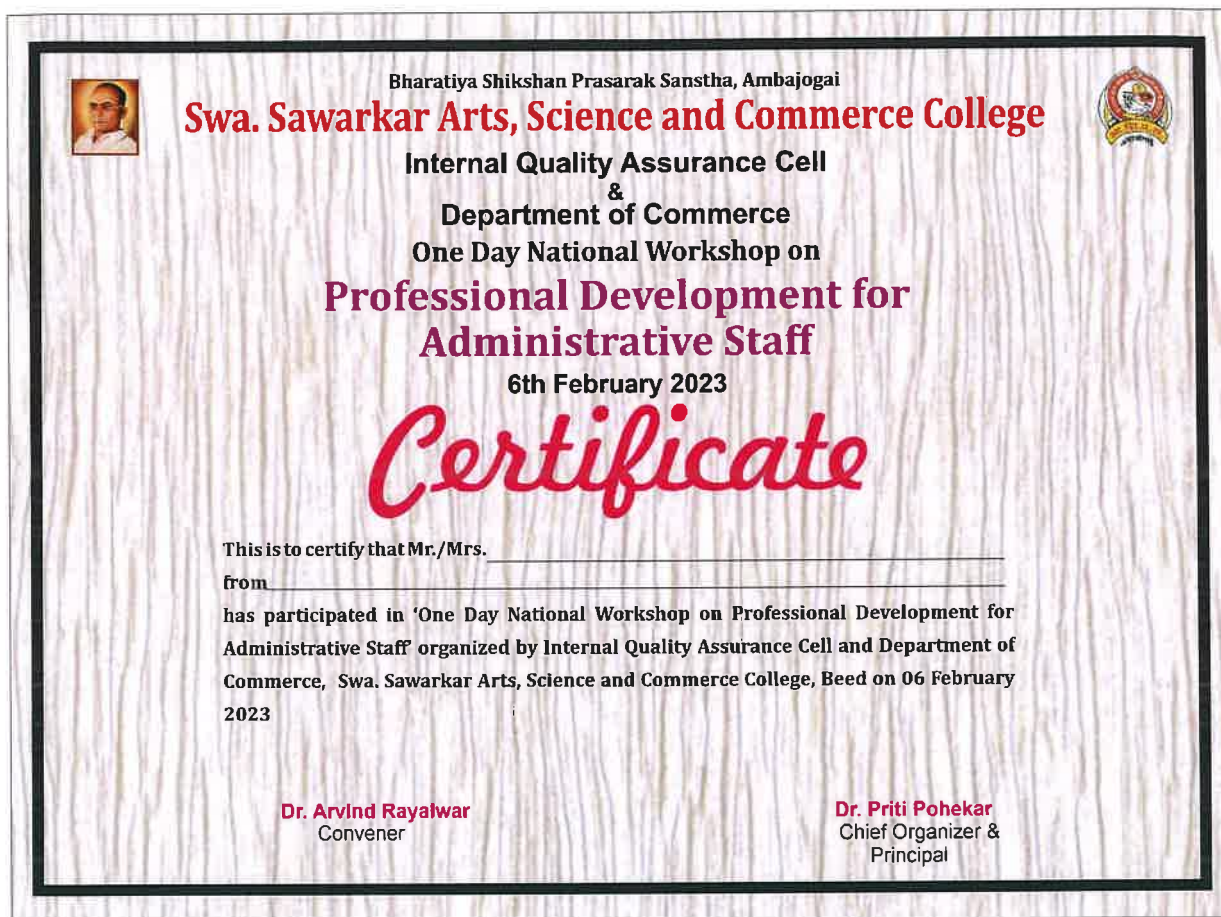 Bharatiya Shikshan Prasarak Sanstha, Ambajogai
Swa. Sawarkar Arts, Science and Commerce College
Internal Quality Assurance Cell
&
Department of Commerce
One Day National Workshop on
Professional Development for
Administrative Staff
6th February 2023
Certificate
This is to certify that Mr./Mrs.
from
has participated in ‘One Day National Workshop on Professional Development for
Administrative Staff’ organized by Internal Quality Assurance Cell and Department of
Commerce, Swa. Sawarkar Arts, Science and Commerce College, Beed on 06 February
2023
Dr. Arvind Rayalwar
Convener
Dr. Priti Pohekar
Chief Organizer &
Principal